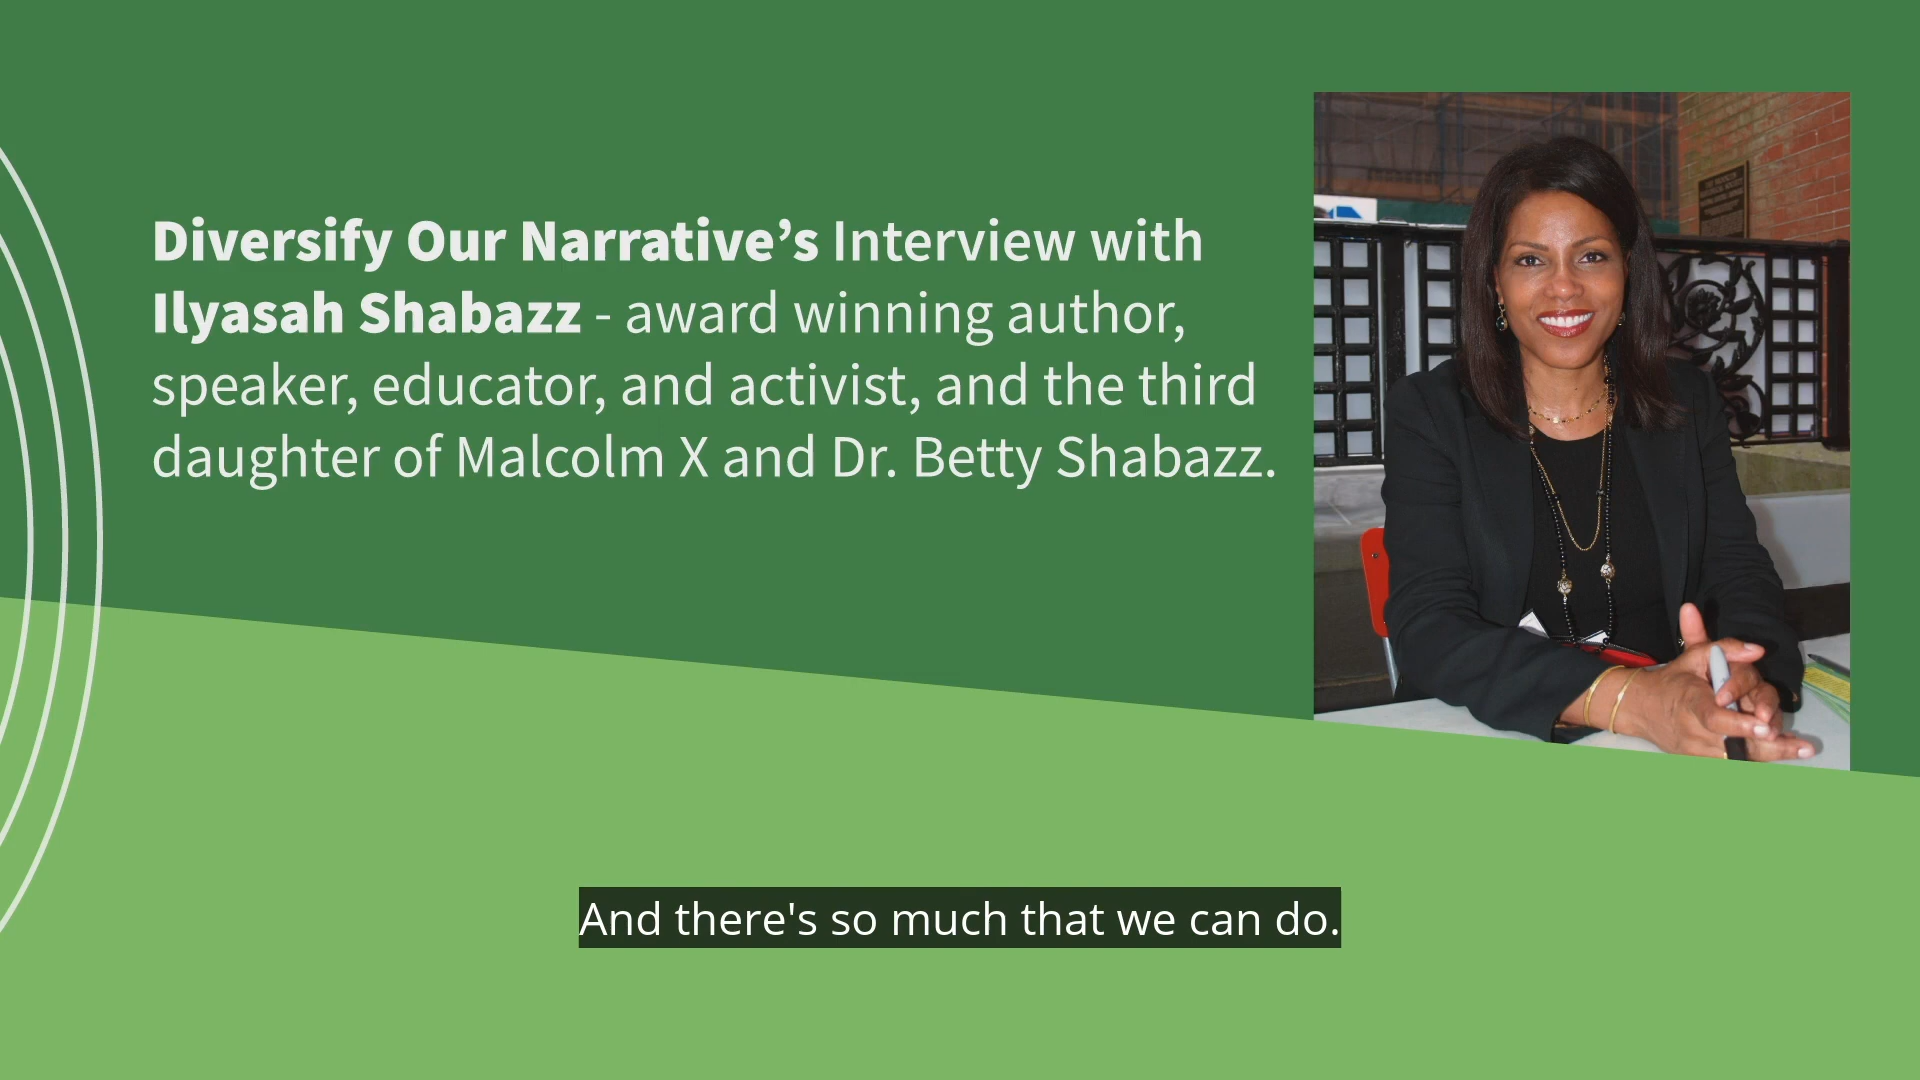 Diversify Our Narrative’s Interview with
Ilyasah Shabazz - award winning author,
speaker, educator, and activist, and the third
daughter of Malcolm X and Dr. Betty Shabazz.
And there's so much that we can do.